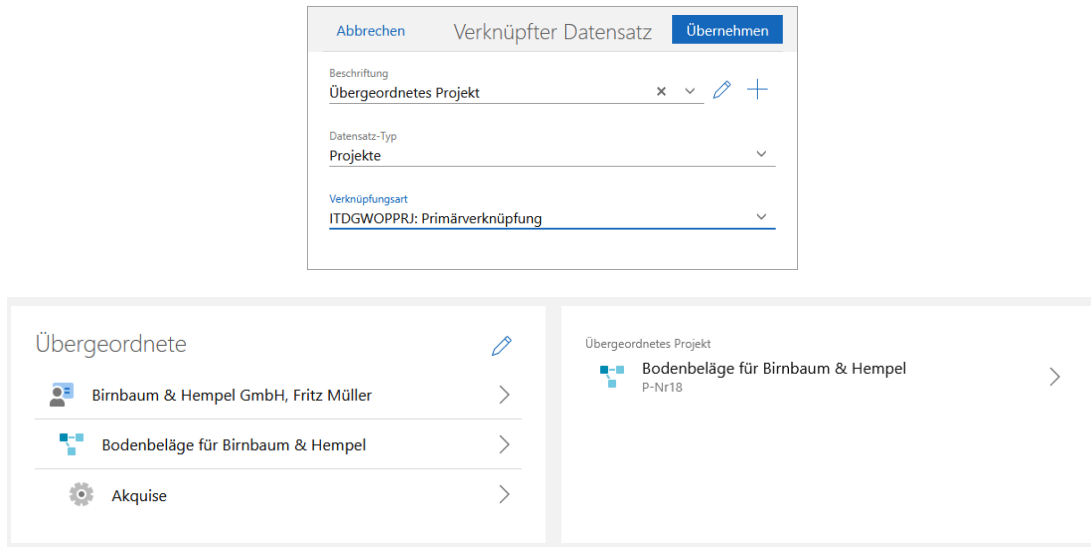 Abbrechen Verknüpfter Datensatz Übernehmen
Beschriftung
Übergeordnetes Projekt
Datensatz-Typ
Projekte
Verknüpfungsart
ITDGWOPPRJ: Primärverknüpfung
Übergeordnete
Birnbaum & Hempel GmbH, Fritz Müller
Bodenbeläge für Birnbaum & Hempel
Akquise
Übergeordnetes Projekt
Bodenbeläge für Birnbaum & Hempel
P-Nr18